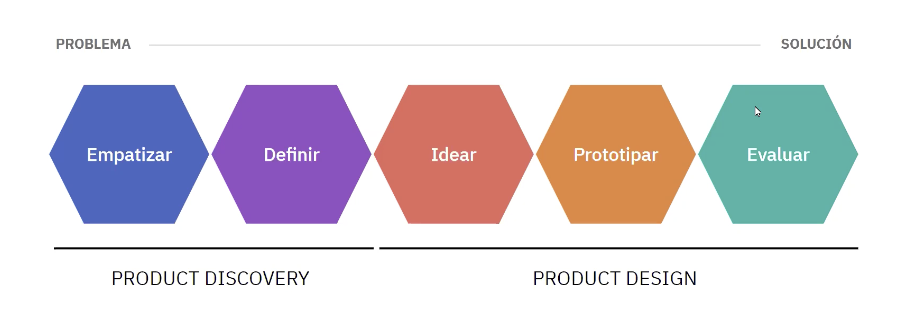 PROBLEMA
SOLUCIÓN
Empatizar
Definir
Idear
Prototipar
Evaluar
PRODUCT DISCOVERY
PRODUCT DESIGN